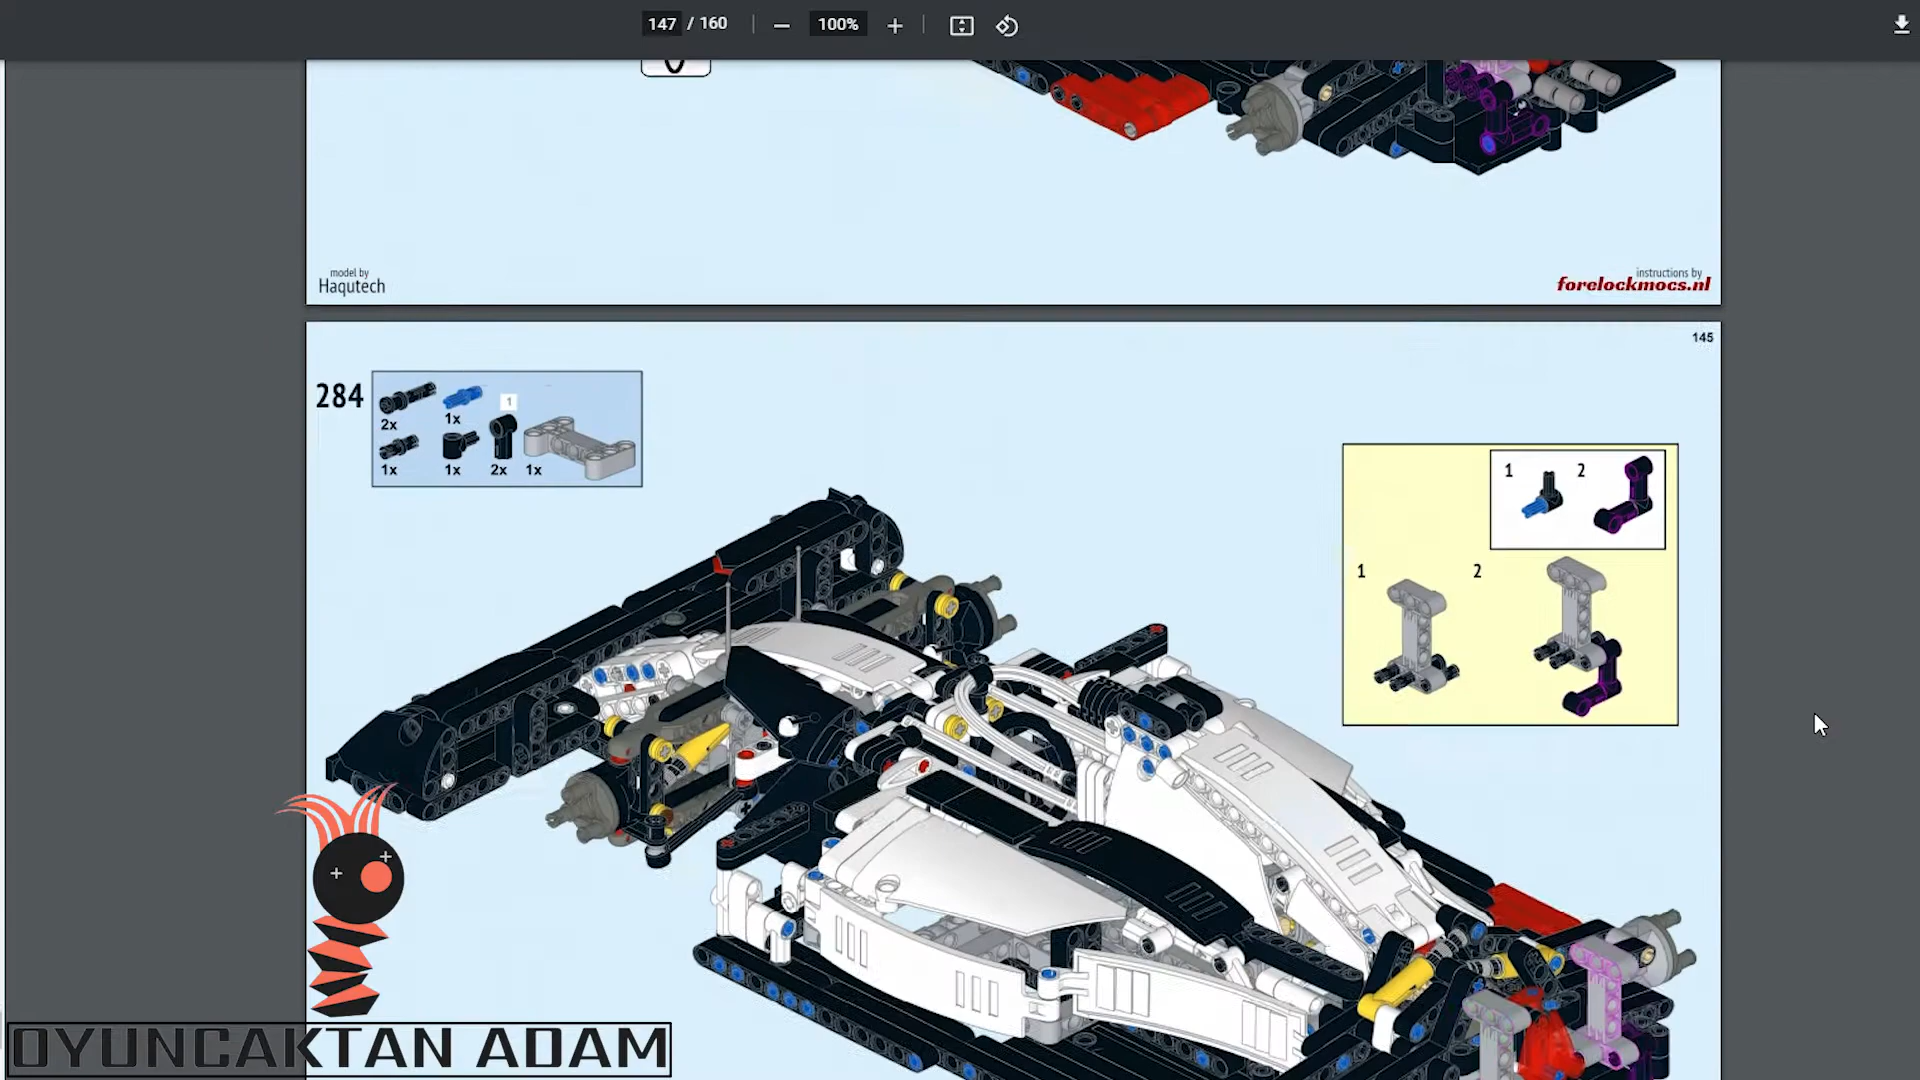 147 / 160
100%
model by
Haqutech
instructions by
forelockmocs.nl
145
284
2x
1x
1
1x
1x
2x
1x
1
2
1
2
OYUNCAKTAN ADAM